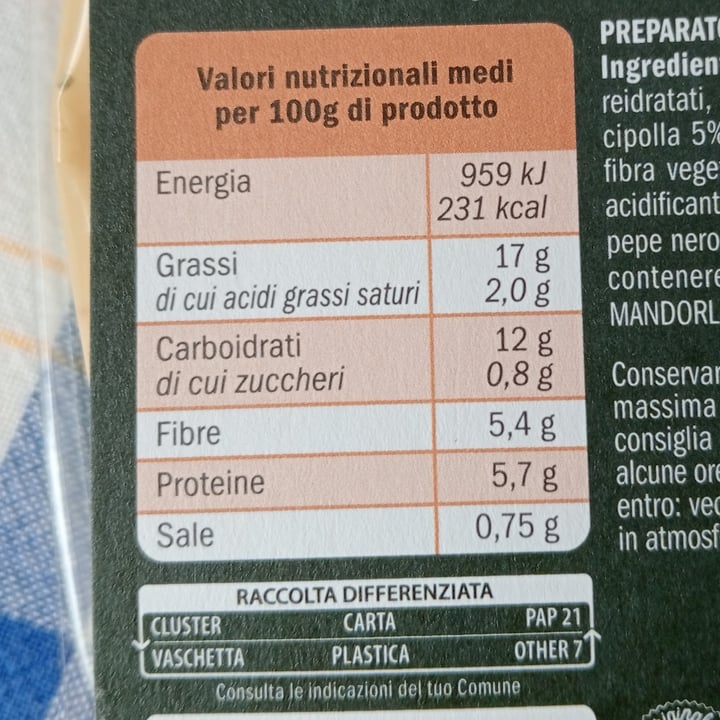 Valori nutrizionali medi
per 100g di prodotto
Energia 959 kJ
231 kcal
Grassi 17 g
di cui acidi grassi saturi 2,0 g
Carboidrati 12 g
di cui zuccheri 0,8 g
Fibre 5,4 g
Proteine 5,7 g
Sale 0,75 g
RACCOLTA DIFFERENZIATA
CLUSTER CARTA PAP 21
VASCHETTA PLASTICA OTHER 7
Consulta le indicazioni del tuo Comune
PREPARAT
Ingredien
reidratati,
cipolla 5%
fibra vege
acidificant
pepe nero
contenere
MANDORL
Conservar
massima
consiglia
alcune ore
entro: ved
in atmosf